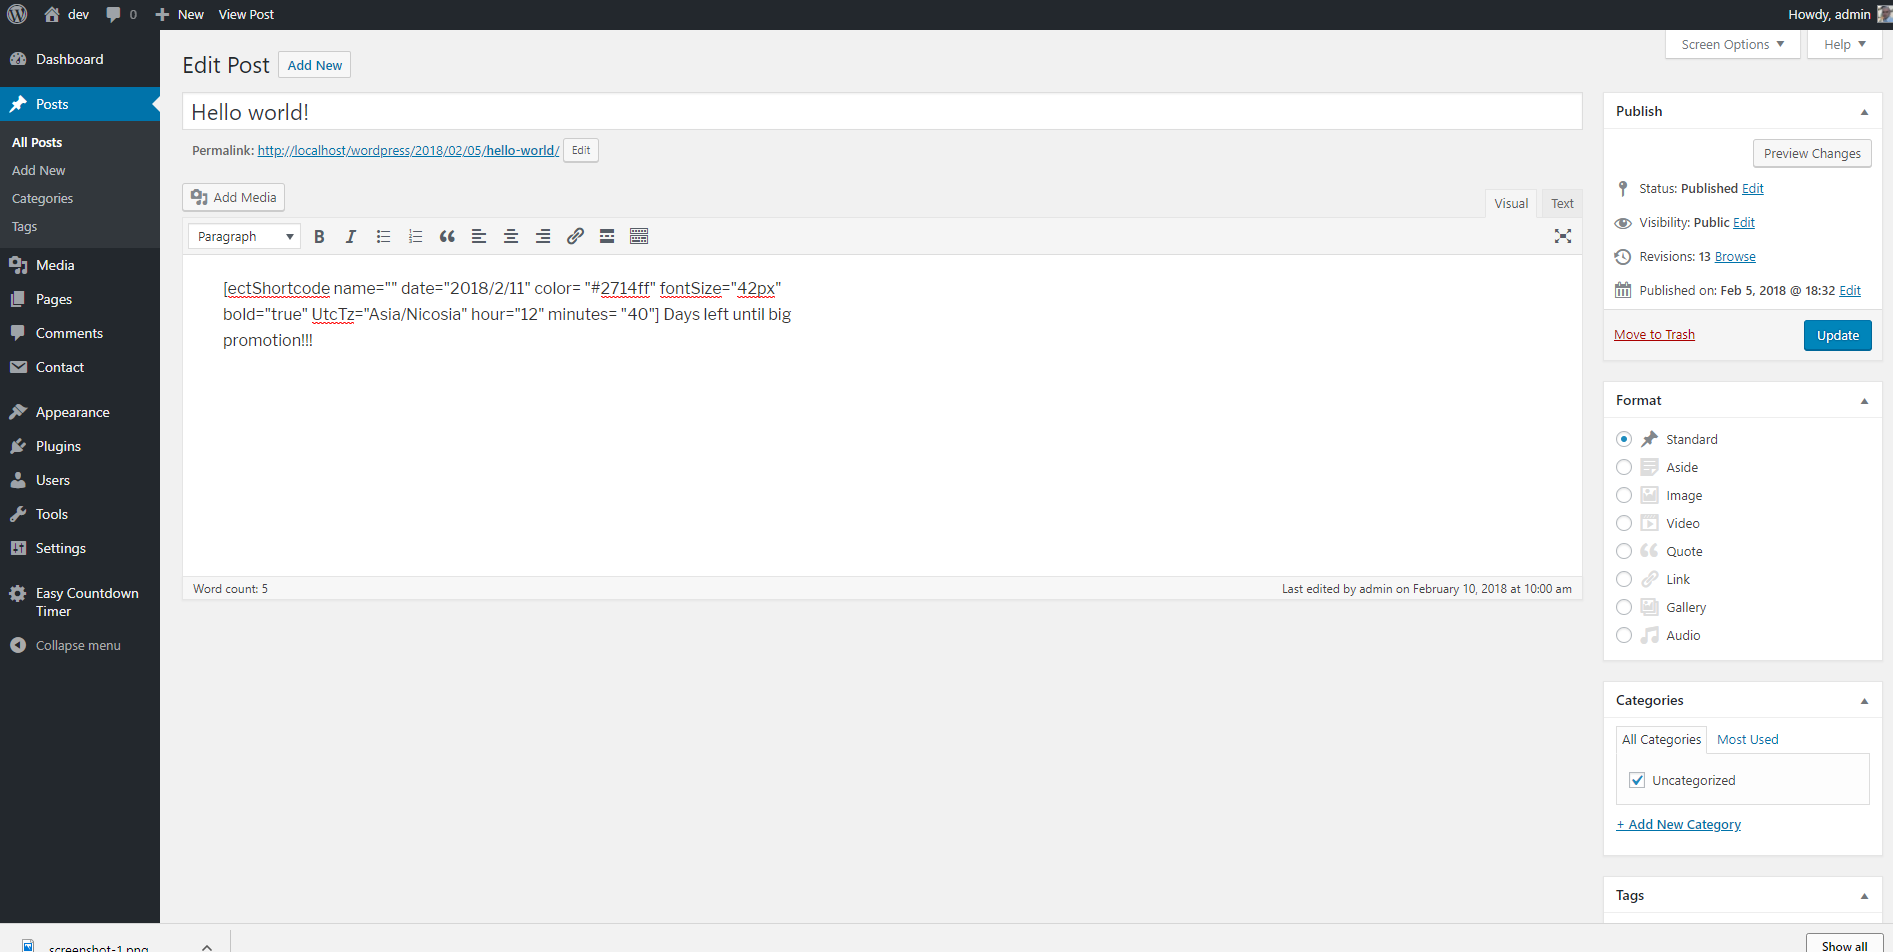 dev
0
New
View Post
Howdy, admin
Screen Options
Help
Dashboard
Posts
All Posts
Add New
Categories
Tags
Media
Pages
Comments
Contact
Appearance
Plugins
Users
Tools
Settings
Easy Countdown
Timer
Collapse menu
Edit Post
Add New
Hello world!
Permalink: http://localhost/wordpress/2018/02/05/hello-world/
Edit
Add Media
Visual
Text
Paragraph
[ectShortcode name="" date="2018/2/11" color= "#2714ff" fontSize="42px"
bold="true" UtcTz="Asia/Nicosia" hour="12" minutes= "40"] Days left until big
promotion!!!
Word count: 5
Last edited by admin on February 10, 2018 at 10:00 am
Publish
Preview Changes
Status: Published Edit
Visibility: Public Edit
Revisions: 13 Browse
Published on: Feb 5, 2018 @ 18:32 Edit
Move to Trash
Update
Format
Standard
Aside
Image
Video
Quote
Link
Gallery
Audio
Categories
All Categories
Most Used
Uncategorized
+ Add New Category
Tags
screenshot-1.png
Show all